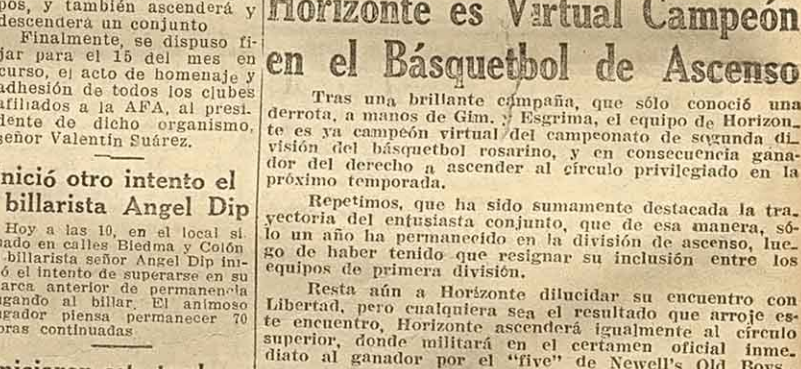 pos, y también ascenderá y
descenderá un conjunto
Finalmente, se dispuso fi-
jar para el 15 del mes en
curso, el acto de homenaje y
adhesión de todos los clubes
afiliados a la AFA, al presi-
dente de dicho organismo,
señor Valentín Suárez.
nició otro intento el
billarista Angel Dip
Hoy a las 10, en el local si
uado en calles Biedma y Colón
billarista señor Angel Dip ini-
ó el intento de superarse en su
arca anterior de permanencia
ugando al billar. El animoso
ugador piensa permanecer 70
oras continuadas
Horizonte es Virtual Campeón
en el Básquetbol de Ascenso
Tras una brillante campaña, que sólo conoció una
derrota, a manos de Gim. y Esgrima, el equipo de Horizon-
te es ya campeón virtual del campeonato de segunda di-
visión del básquetbol rosarino, y en consecuencia gana-
dor del derecho a ascender al círculo privilegiado en la
próximo temporada.
Repetimos, que ha sido sumamente destacada la tra-
yectoria del entusiasta conjunto, que de esa manera, só-
lo un año ha permanecido en la división de ascenso, lue-
go de haber tenido que resignar su inclusión entre los
equipos de primera división.
Resta aún a Horizonte dilucidar su encuentro con
Libertad, pero cualquiera sea el resultado que arroje es-
te encuentro, Horizonte ascenderá igualmente al círculo
superior, donde militará en el certamen oficial inme-
diato al ganador por el "five" de Newell's Old Boys